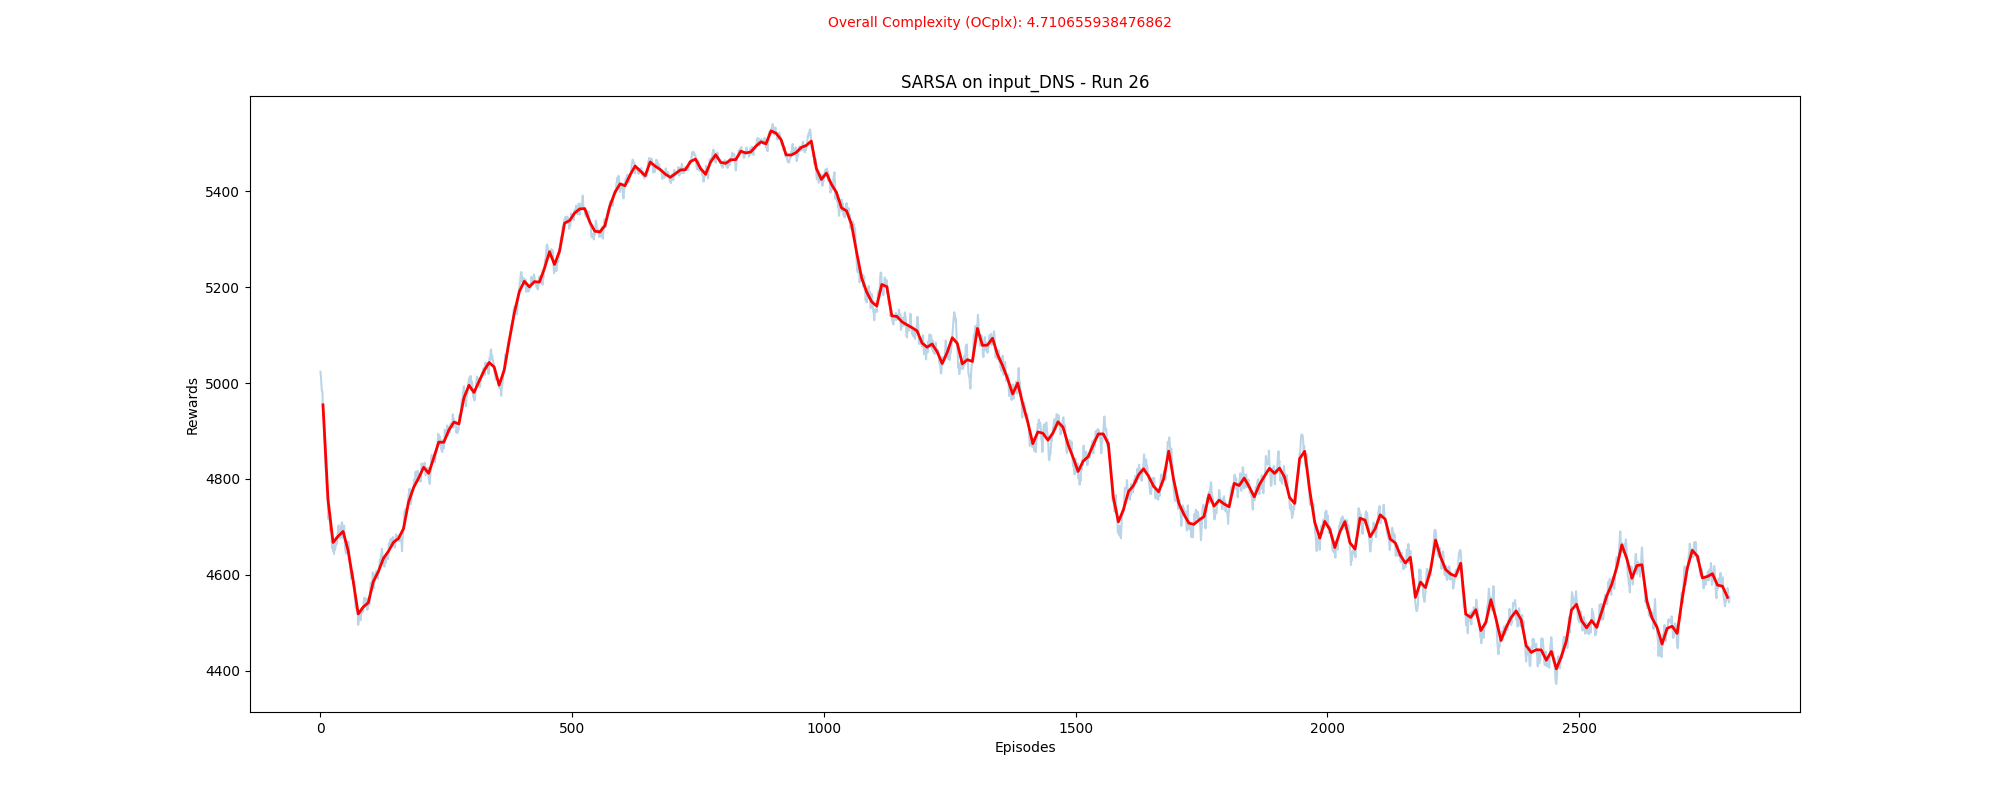 Overall Complexity (OCplx): 4.710655938476862
SARSA on input_DNS - Run 26
Rewards
5400
5200
5000
4800
4600
4400
0 500 1000 1500 2000 2500
Episodes